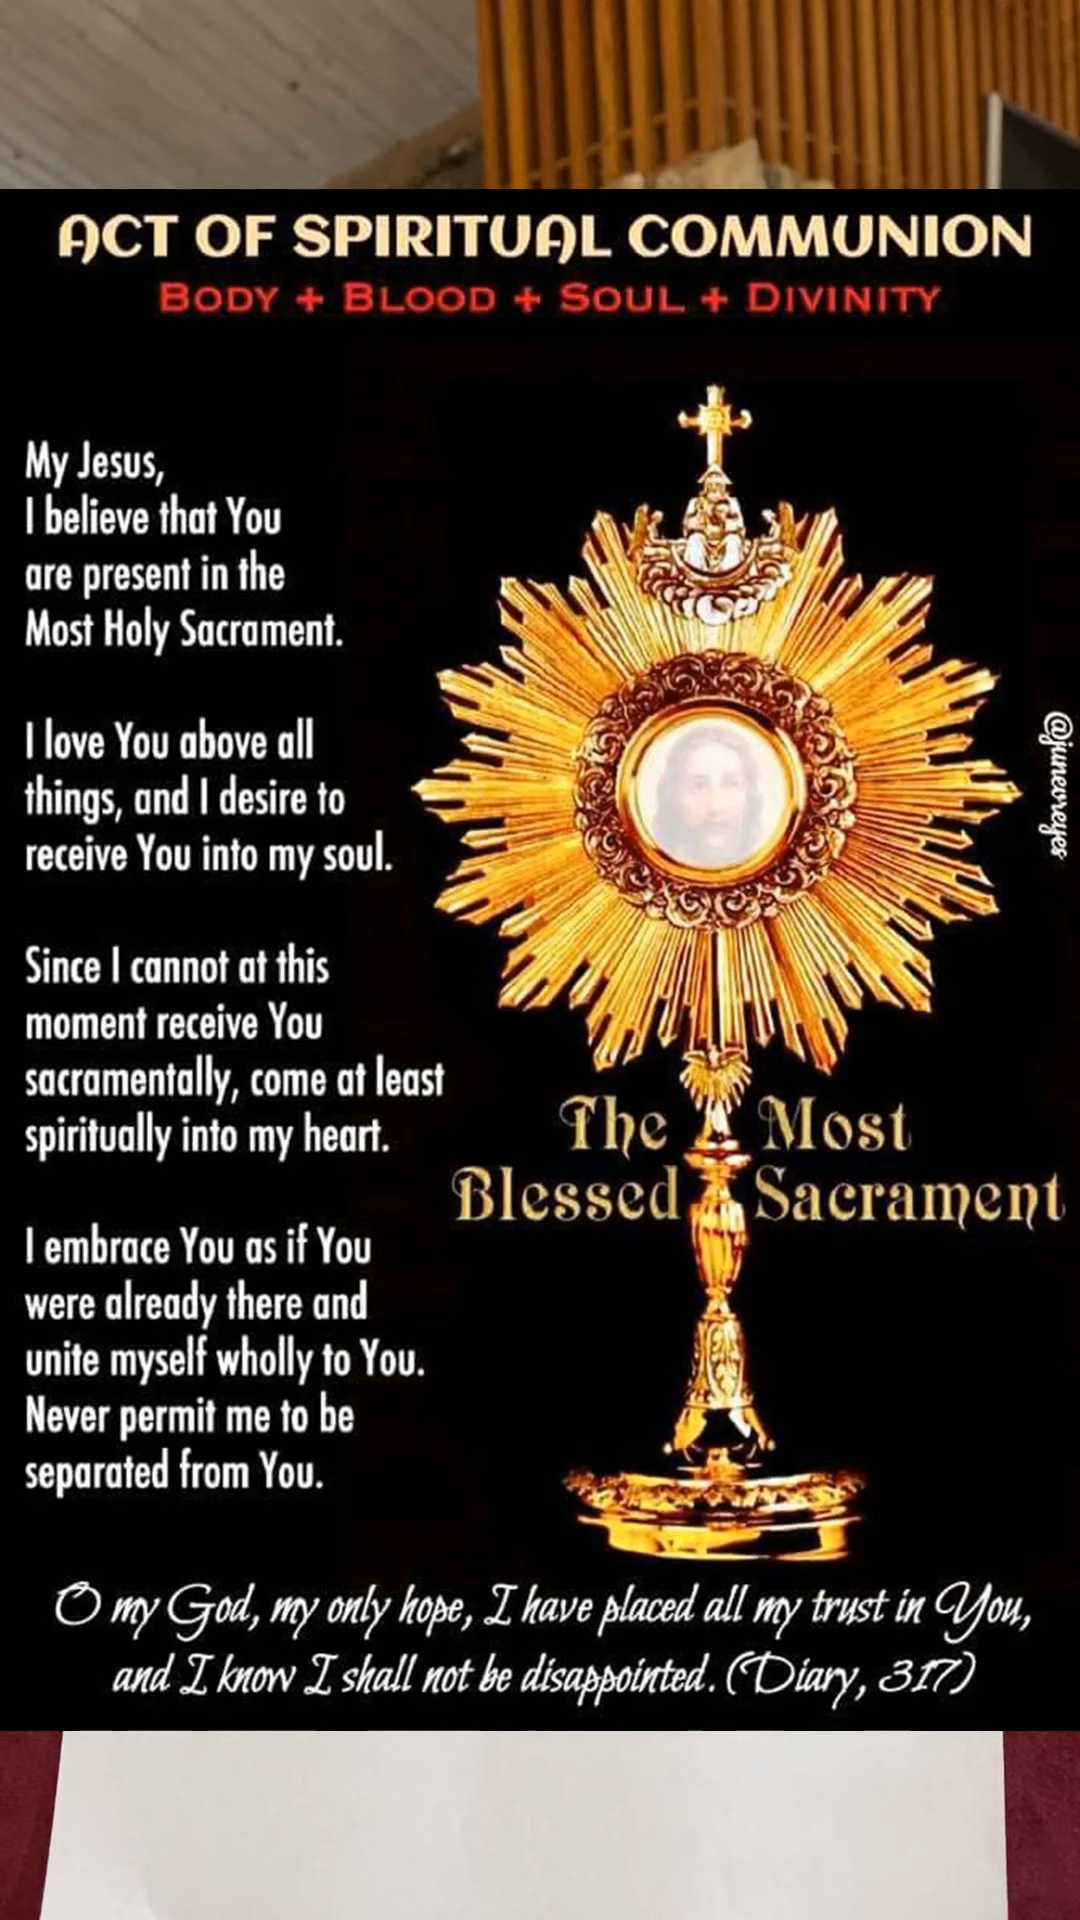 ACT OF SPIRITUAL COMMUNION
BODY + BLOOD + SOUL + DIVINITY
My Jesus,
I believe that You
are present in the
Most Holy Sacrament.
I love You above all
things, and I desire to
receive You into my soul.
Since I cannot at this
moment receive You
sacramentally, come at least
spiritually into my heart.
I embrace You as if You
were already there and
unite myself wholly to You.
Never permit me to be
separated from You.
The Most
Blessed Sacrament
@junevreyes
O my God, my only hope, I have placed all my trust in You,
and I know I shall not be disappointed. (Diary, 317)